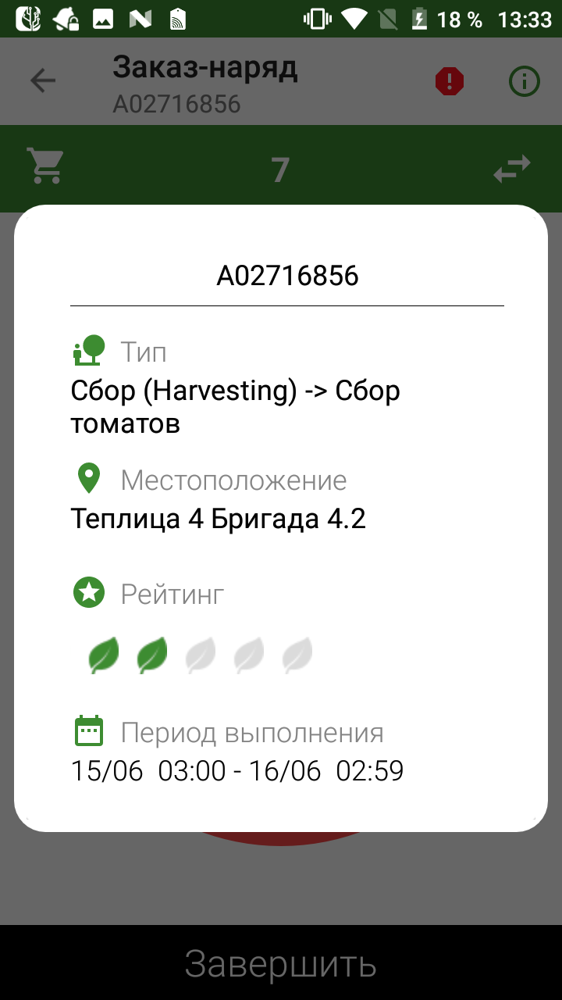 18 % 13:33
Заказ-наряд
A02716856
7
A02716856
Тип
Сбор (Harvesting) -> Сбор
томатов
Местоположение
Теплица 4 Бригада 4.2
Рейтинг
Период выполнения
15/06 03:00 - 16/06 02:59
Завершить